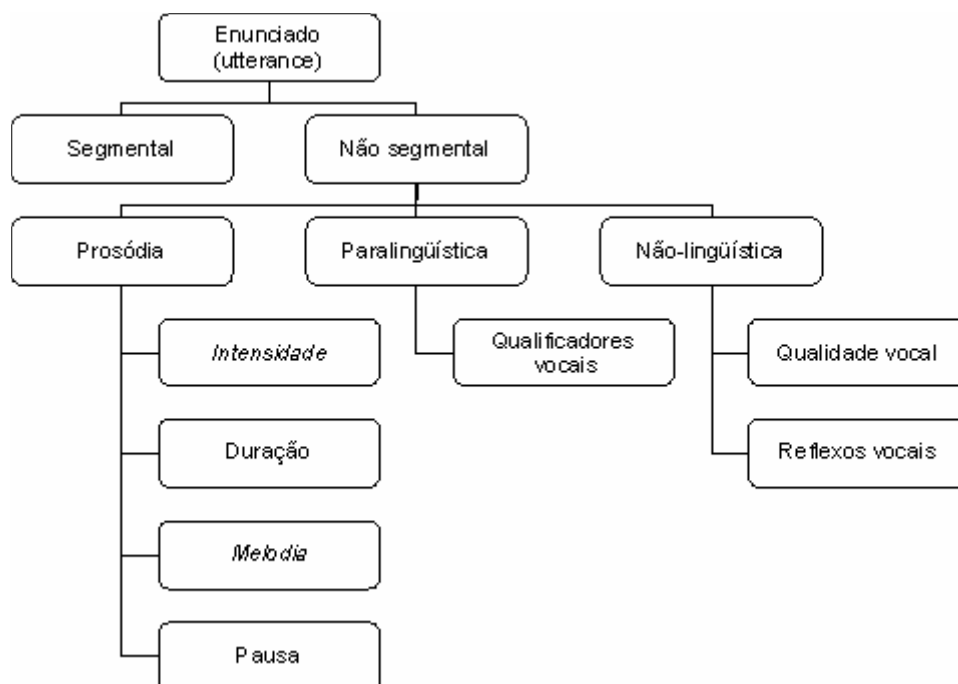 Enunciado
(utterance)
Segmental
Não segmental
Prosódia
Paralingüística
Não-lingüística
Intensidade
Qualificadores
vocais
Qualidade vocal
Duração
Reflexos vocais
Melodia
Pausa